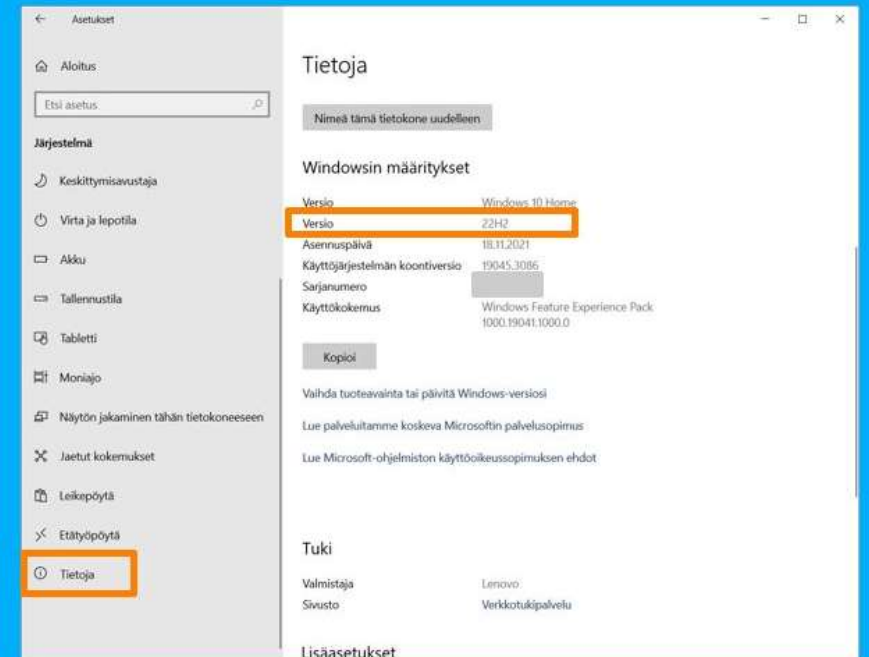 Asetukset
Aloitus
Etsi asetus
Järjestelmä
Keskittymisavustaja
Virta ja lepotila
Akku
Tallennustila
Tabletti
Moniajo
Näytön jakaminen tähän tietokoneeseen
Jaetut kokemukset
Leikepöytä
Etätyöpöytä
Tietoja
Tietoja
Nimeä tämä tietokone uudelleen
Windowsin määritykset
Versio Windows 10 Home
Versio 22H2
Asennuspäivä 18.11.2021
Käyttöjärjestelmän koontiversio 19045.3086
Sarjanumero
Käyttökokemus Windows Feature Experience Pack
1000.19041.1000.0
Kopioi
Vaihda tuoteavainta tai päivitä Windows-versiosi
Lue palveluitamme koskeva Microsoftin palvelusopimus
Lue Microsoft-ohjelmiston käyttöoikeussopimuksen ehdot
Tuki
Valmistaja Lenovo
Sivusto Verkkotukipalvelu
Lisäasetukset